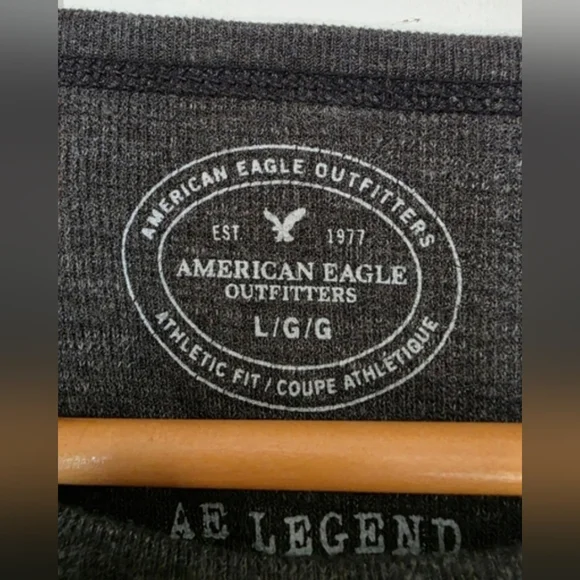 AMERICAN EAGLE OUTFITTERS
EST. 1977
AMERICAN EAGLE
OUTFITTERS
L/G/G
ATHLETIC FIT / COUPE ATHLÉTIQUE
AE LEGEND